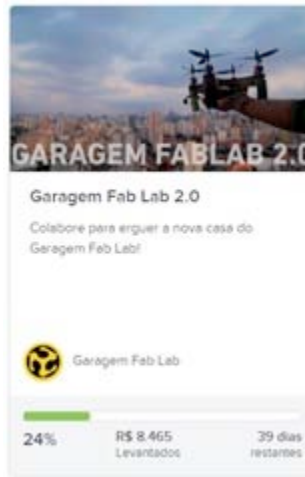 GARAGEM FABLAB 2.0
Garagem Fab Lab 2.0
Colabore para erguer a nova casa do
Garagem Fab Lab!
Garagem Fab Lab
24% R$ 8.465 39 dias
Levantados restantes